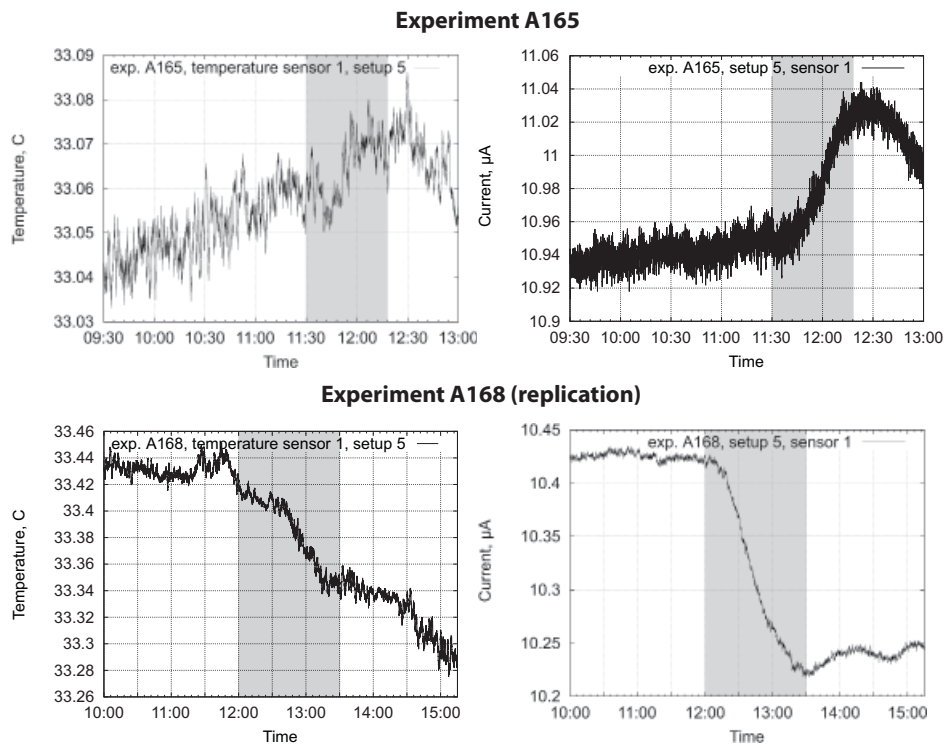 Experiment A165
exp. A165, temperature sensor 1, setup 5
33.09
33.08
33.07
33.06
33.05
33.04
33.03
Temperature, C
09:30 10:00 10:30 11:00 11:30 12:00 12:30 13:00
Time
exp. A165, setup 5, sensor 1
11.06
11.04
11.02
11
10.98
10.96
10.94
10.92
10.9
Current, µA
09:30 10:00 10:30 11:00 11:30 12:00 12:30 13:00
Time
Experiment A168 (replication)
exp. A168, temperature sensor 1, setup 5
33.46
33.44
33.42
33.4
33.38
33.36
33.34
33.32
33.3
33.28
33.26
Temperature, C
10:00 11:00 12:00 13:00 14:00 15:00
Time
exp. A168, setup 5, sensor 1
10.45
10.4
10.35
10.3
10.25
10.2
Current, µA
10:00 11:00 12:00 13:00 14:00 15:00
Time